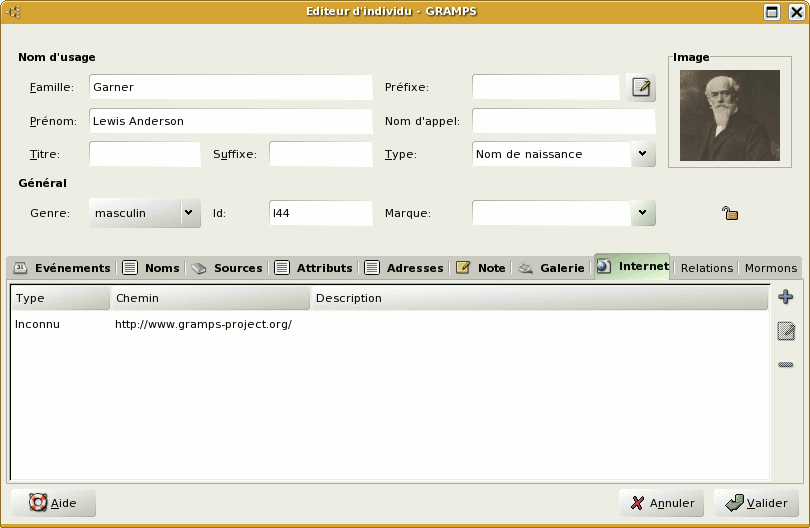 Editeur d'individu - GRAMPS
Nom d'usage
Image
Famille: Garner Préfixe:
Prénom: Lewis Anderson Nom d'appel:
Titre: Suffixe: Type: Nom de naissance
Général
Genre: masculin Id: I44 Marque:
31 Evénements Noms Sources Attributs Adresses Note Galerie Internet Relations Mormons
Type Chemin Description
Inconnu http://www.gramps-project.org/
Aide Annuler Valider